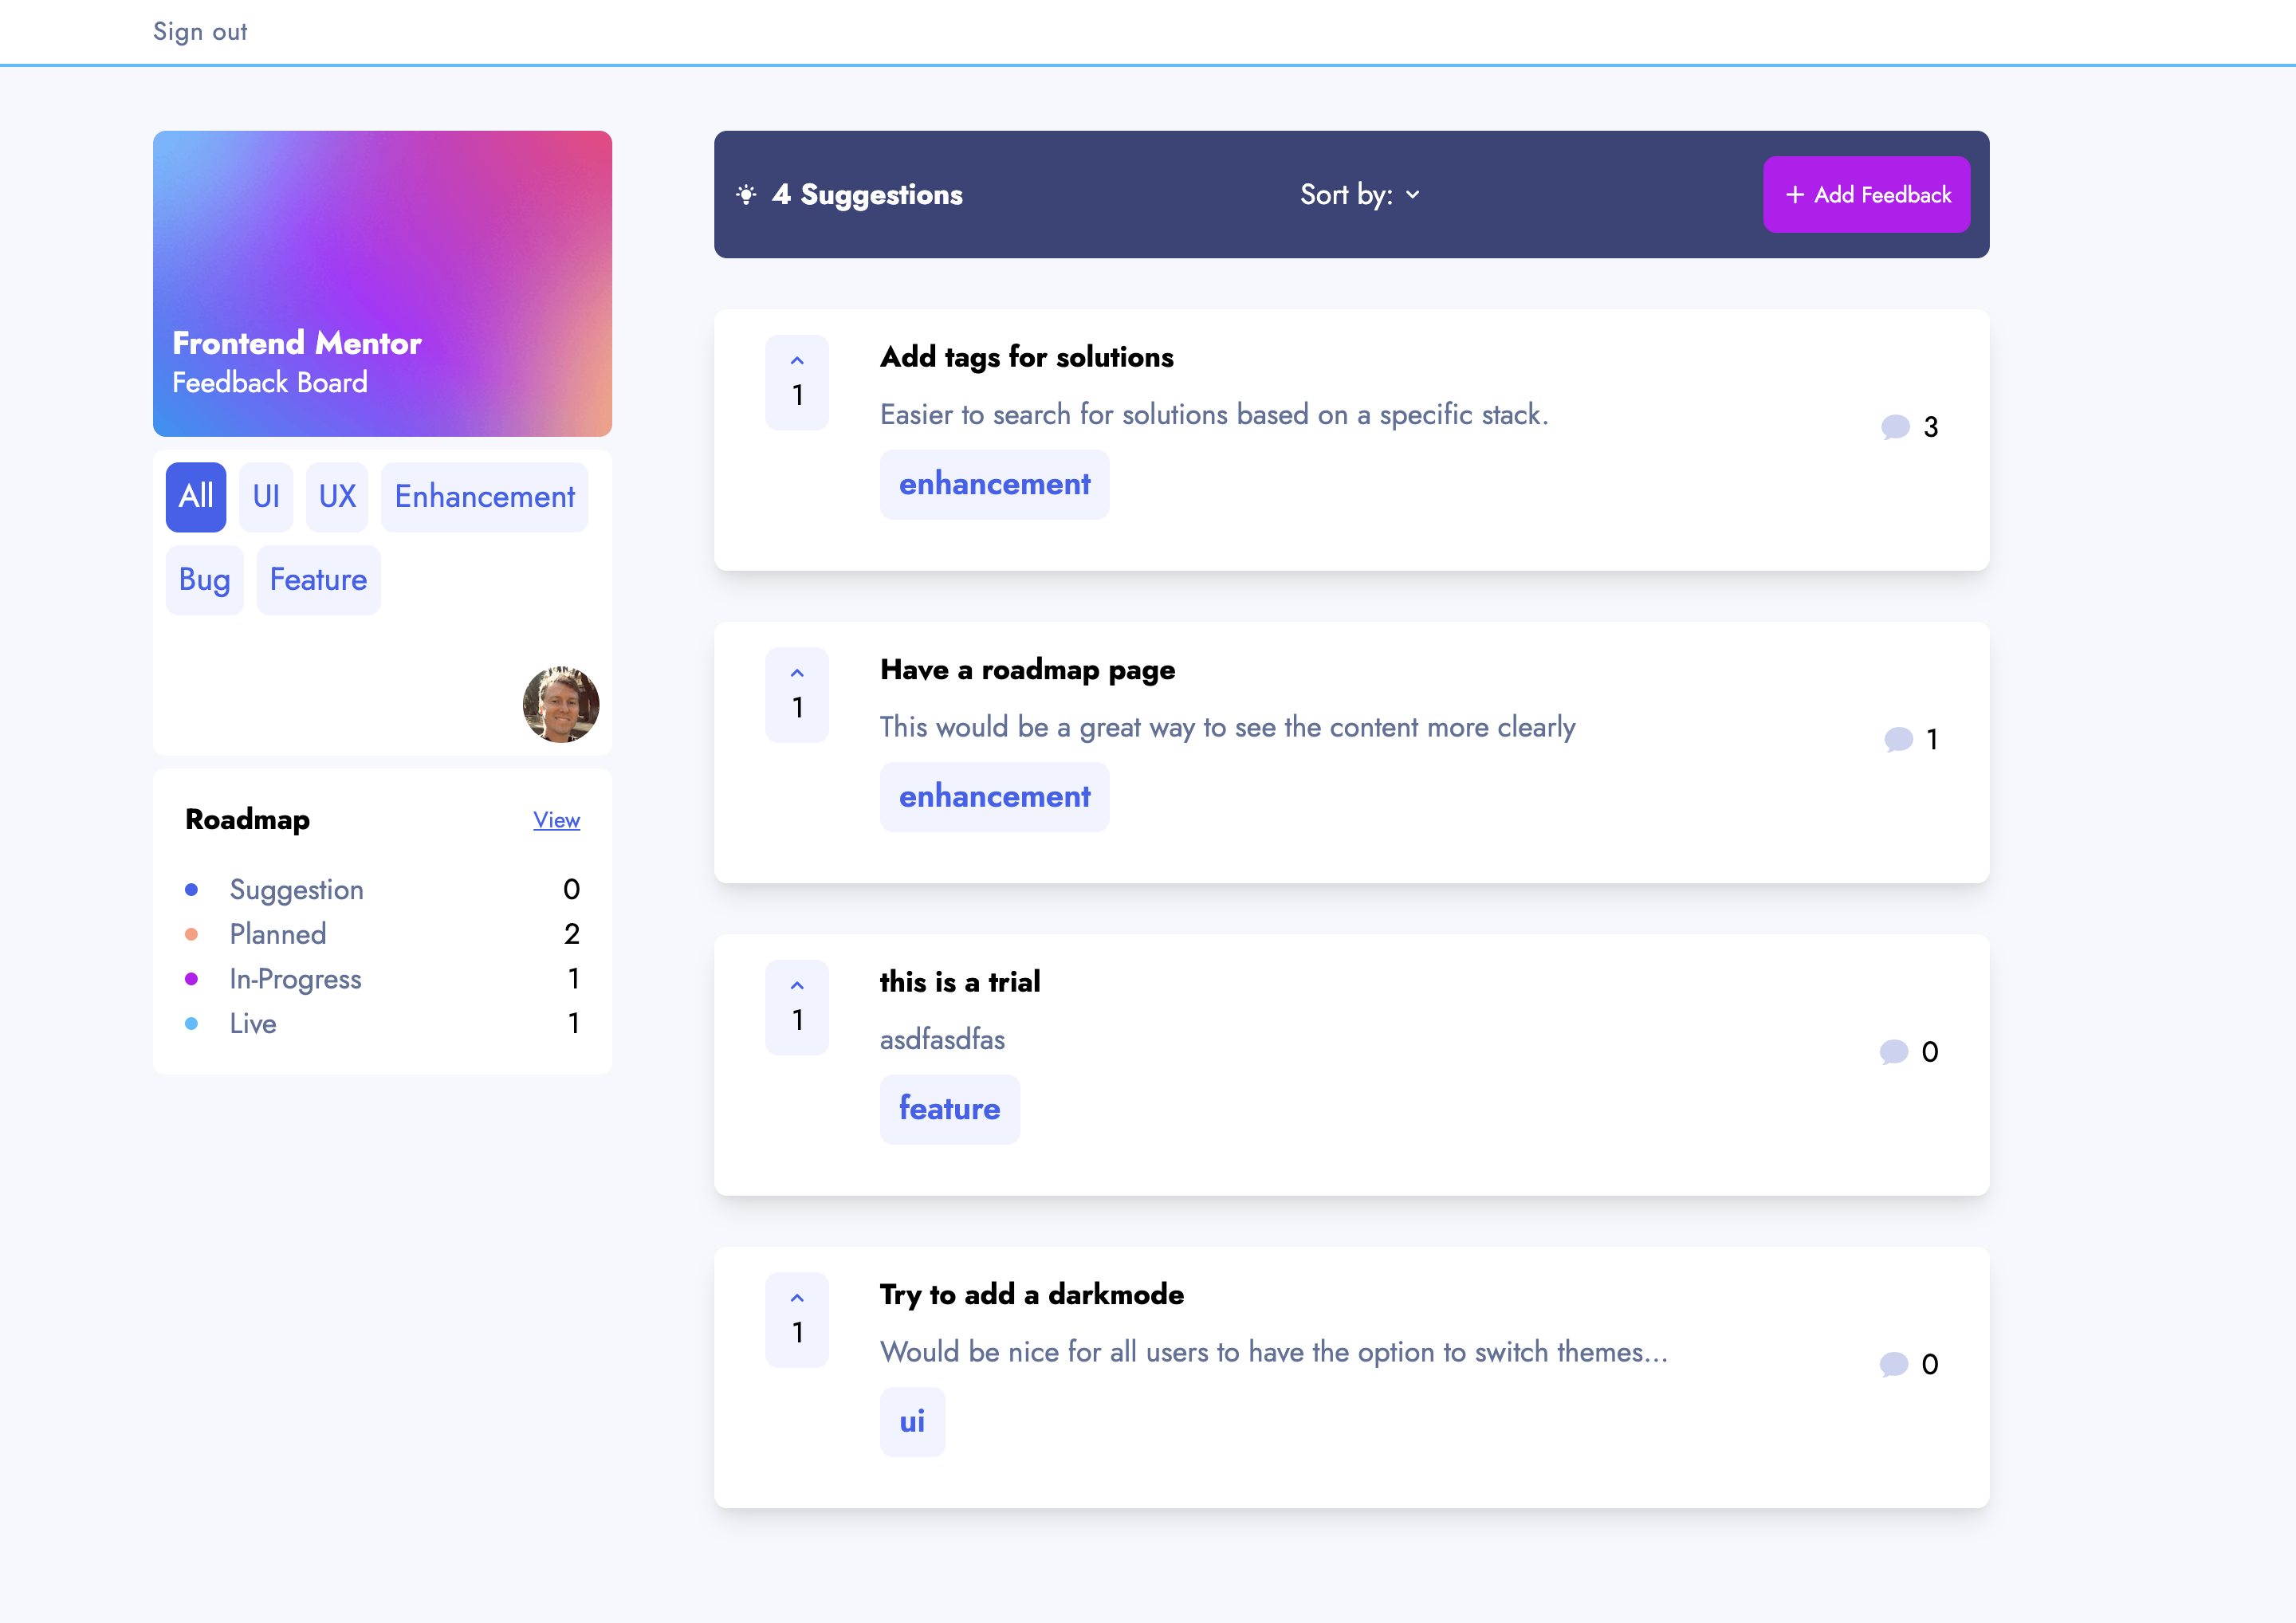 Sign out
Frontend Mentor
Feedback Board
All UI UX Enhancement
Bug Feature
Roadmap View
Suggestion 0
Planned 2
In-Progress 1
Live 1
4 Suggestions Sort by: + Add Feedback
1
Add tags for solutions
Easier to search for solutions based on a specific stack.
enhancement
3
1
Have a roadmap page
This would be a great way to see the content more clearly
enhancement
1
1
this is a trial
asdfasdfas
feature
0
1
Try to add a darkmode
Would be nice for all users to have the option to switch themes...
ui
0